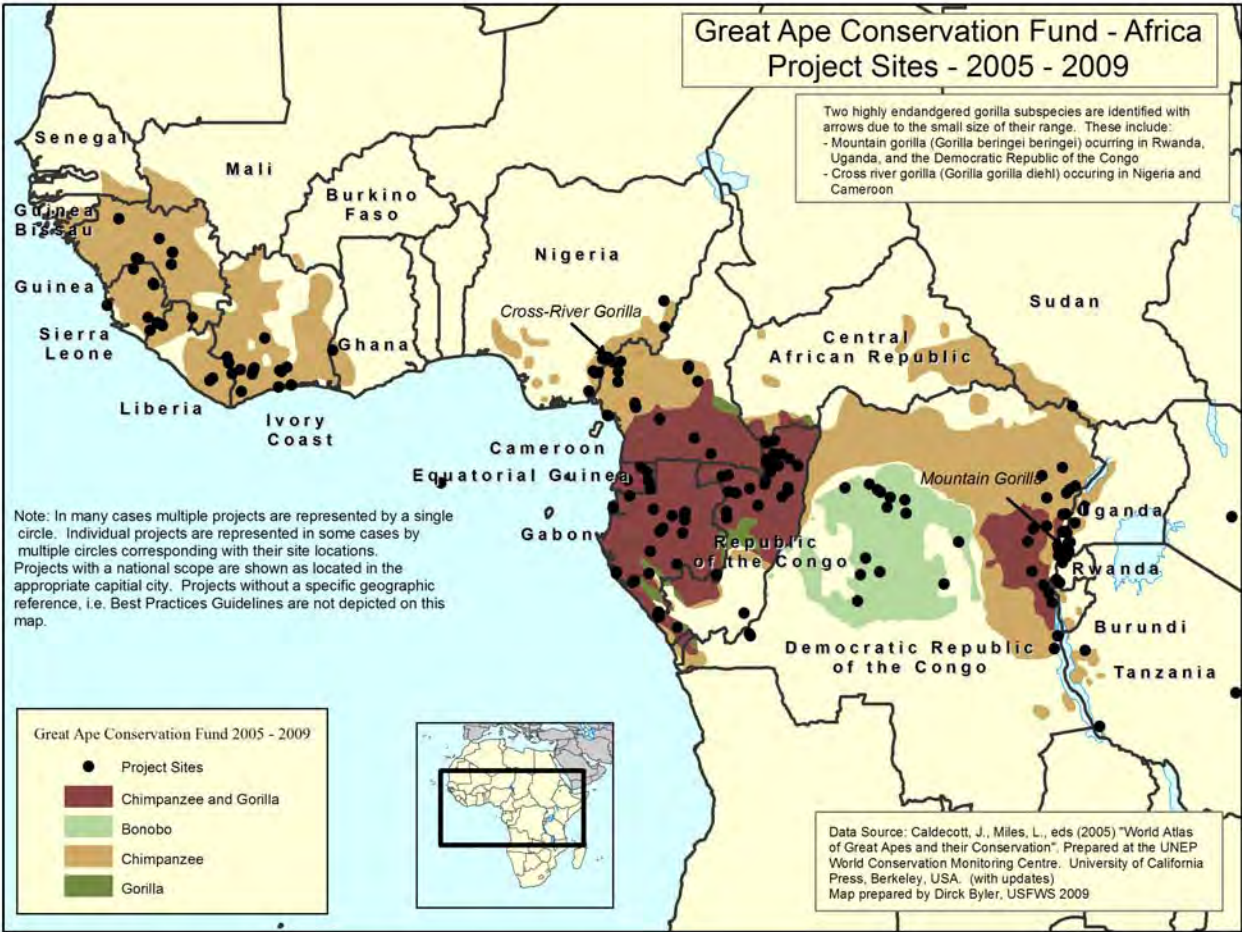 Great Ape Conservation Fund - Africa
Project Sites - 2005 - 2009
Two highly endandgered gorilla subspecies are identified with
arrows due to the small size of their range. These include:
- Mountain gorilla (Gorilla beringei beringei) ocurring in Rwanda,
Uganda, and the Democratic Republic of the Congo
- Cross river gorilla (Gorilla gorilla diehl) occuring in Nigeria and
Cameroon
Senegal
Mali
Burkino
Faso
Guinea
Bissau
Nigeria
Guinea
Sudan
Cross-River Gorilla
Sierra
Leone
Ghana
Central
African Republic
Liberia
Ivory
Coast
Cameroon
Equatorial Guinea
Mountain Gorilla
Uganda
Gabon
Republic
of the Congo
Rwanda
Note: In many cases multiple projects are represented by a single
circle. Individual projects are represented in some cases by
multiple circles corresponding with their site locations.
Projects with a national scope are shown as located in the
appropriate capitial city. Projects without a specific geographic
reference, i.e. Best Practices Guidelines are not depicted on this
map.
Burundi
Democratic Republic
of the Congo
Tanzania
Great Ape Conservation Fund 2005 - 2009
Project Sites
Chimpanzee and Gorilla
Bonobo
Chimpanzee
Gorilla
Data Source: Caldecott, J., Miles, L., eds (2005) "World Atlas
of Great Apes and their Conservation". Prepared at the UNEP
World Conservation Monitoring Centre. University of California
Press, Berkeley, USA. (with updates)
Map prepared by Dirck Byler, USFWS 2009